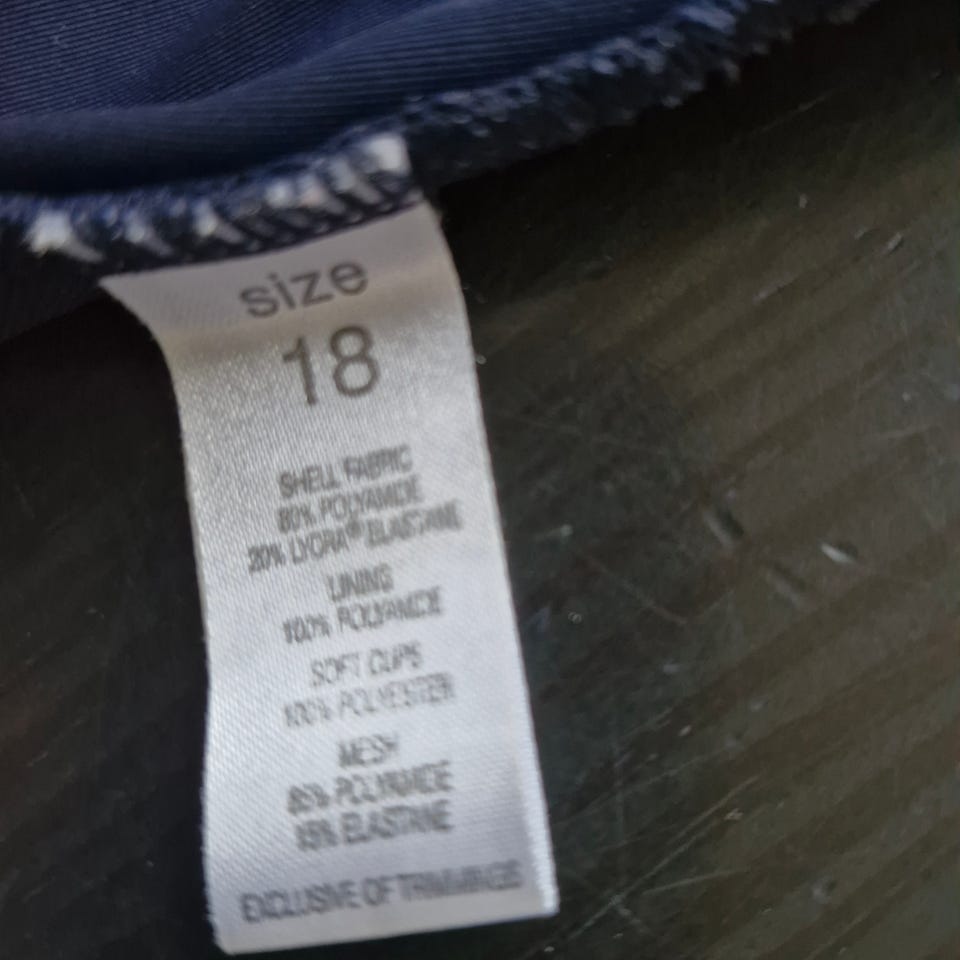 size
18
SHELL FABRIC
80% POLYAMIDE
20% LYCRA® ELASTANE
LINING
100% POLYAMIDE
SOFT CUPS
100% POLYESTER
MESH
85% POLYAMIDE
15% ELASTANE
EXCLUSIVE OF TRIMMINGS